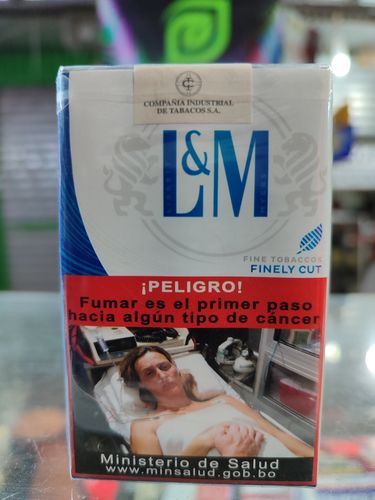 COMPAÑIA INDUSTRIAL
DE TABACOS S.A.
L&M
FINE TOBACCOS
FINELY CUT
¡PELIGRO!
Fumar es el primer paso
hacia algún tipo de cáncer
Ministerio de Salud
www.minsalud.gob.bo